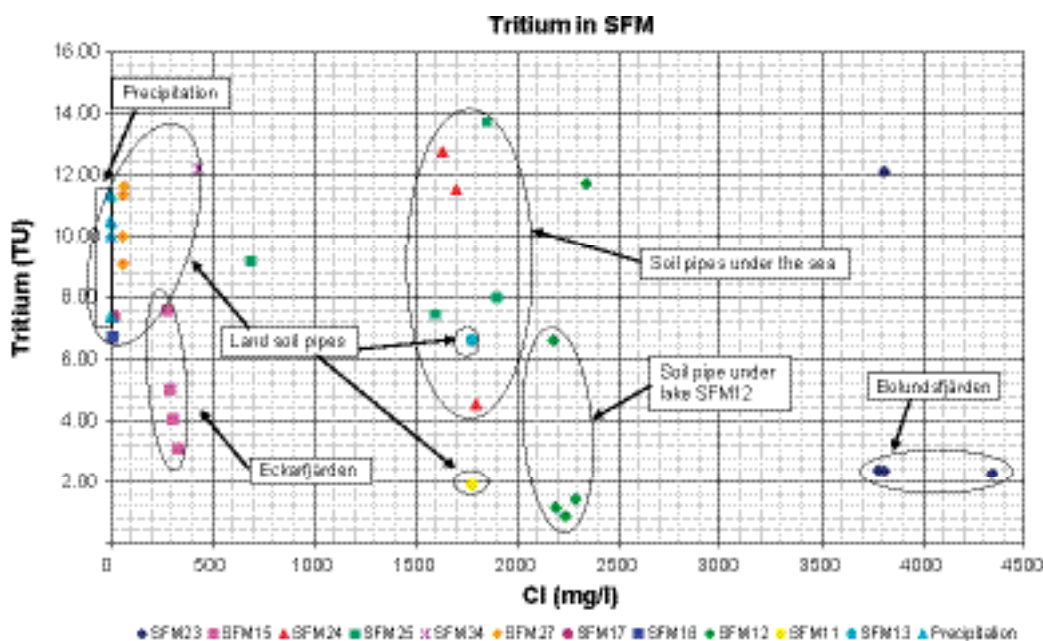 Tritium in SFM
16.00
14.00
12.00
10.00
8.00
6.00
4.00
2.00
Tritium (TU)
Precipitation
Soil pipes under the sea
Land soil pipes
Soil pipe under
lake SFM12
Bolundsfjärden
Eckarfjärden
0 500 1000 1500 2000 2500 3000 3500 4000 4500
Cl (mg/l)
SFM23 SFM15 SFM24 SFM25 SFM34 SFM27 SFM17 SFM16 SFM12 SFM11 SFM13 Precipitation